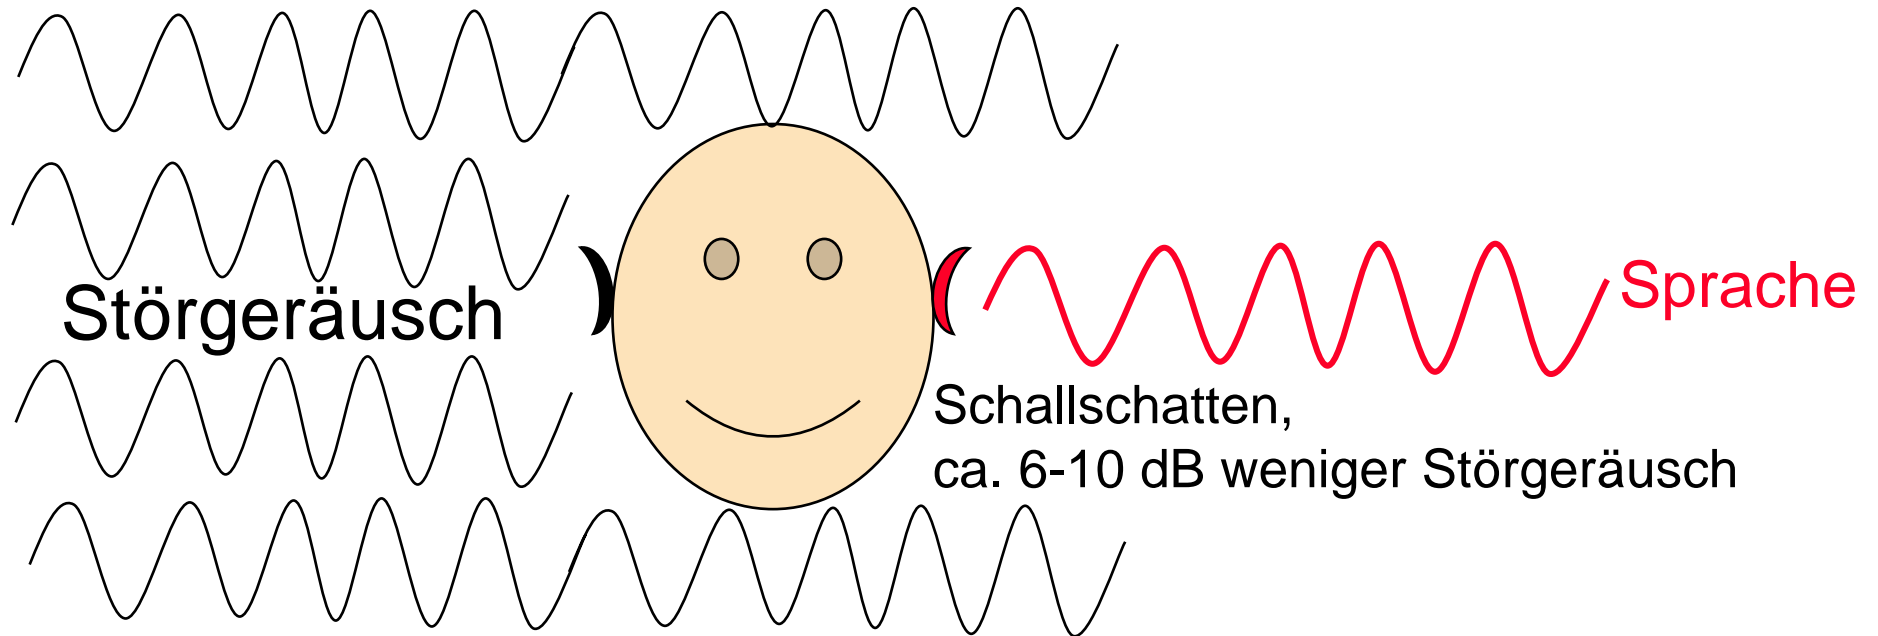 Störgeräusch
Sprache
Schallschatten,
ca. 6-10 dB weniger Störgeräusch